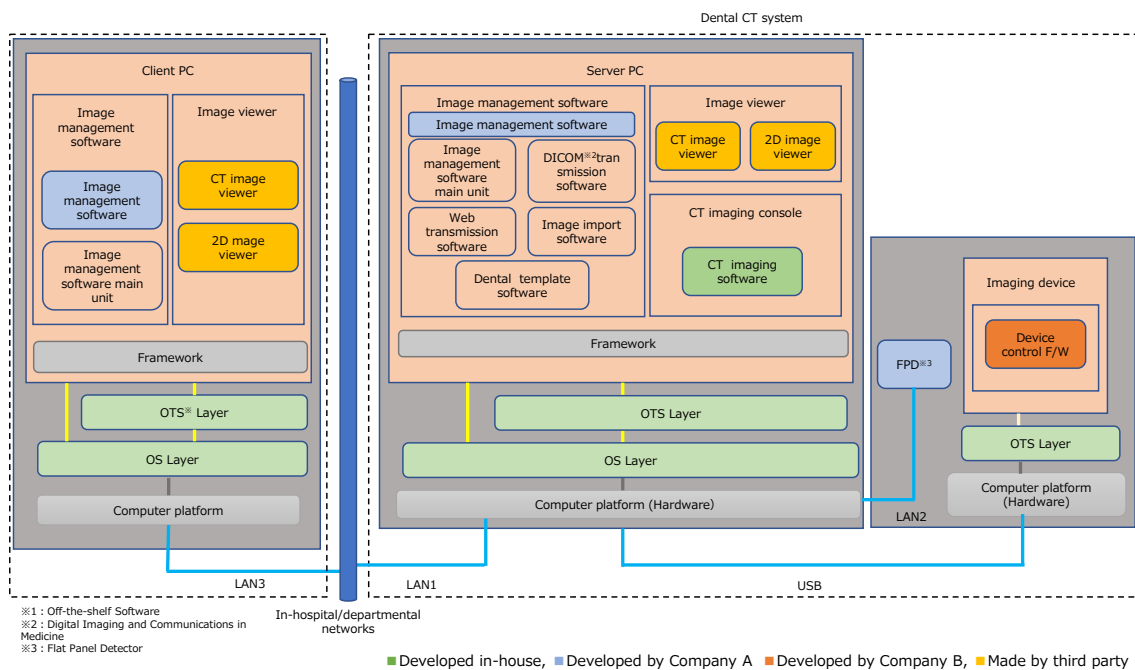 Dental CT system
Client PC
Image
management
software
Image viewer
Image
management
software
CT image
viewer
2D mage
viewer
Image
management
software main
unit
Framework
OTS※ Layer
OS Layer
Computer platform
LAN3
In-hospital/departmental
networks
Server PC
Image management software
Image management software
Image
management
software
main unit
DICOM※2tran
smission
software
Web
transmission
software
Image import
software
Dental template
software
Image viewer
CT image
viewer
2D image
viewer
CT imaging console
CT imaging
software
Framework
OTS Layer
OS Layer
Computer platform (Hardware)
LAN1
USB
LAN2
FPD※3
Imaging device
Device
control F/W
OTS Layer
Computer platform
(Hardware)
※1 : Off-the-shelf Software
※2 : Digital Imaging and Communications in
Medicine
※3 : Flat Panel Detector
■ Developed in-house, ■ Developed by Company A ■ Developed by Company B, ■ Made by third party